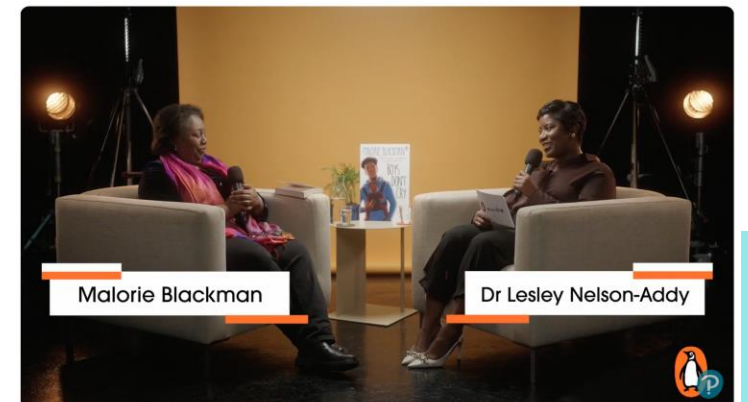 MALORIE BLACKMAN
BOYS
DON'T
CRY
Malorie Blackman
Dr Lesley Nelson-Addy